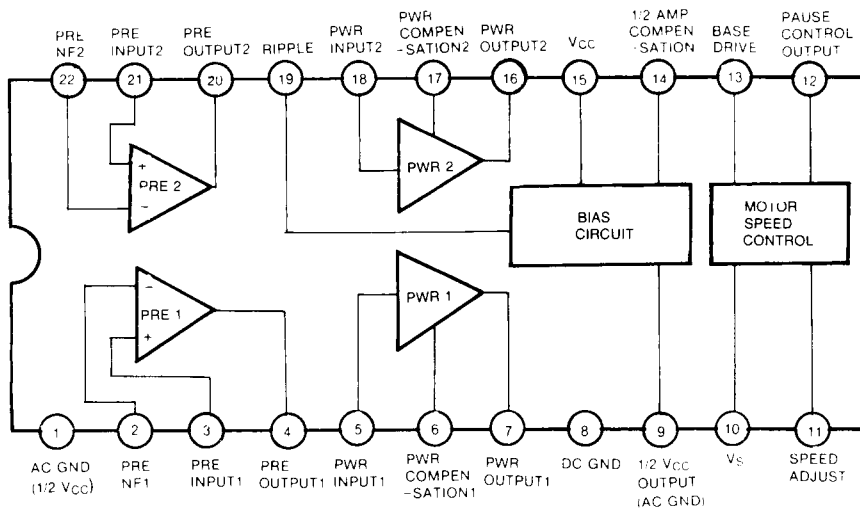 PRE NF2
PRE INPUT2
PRE OUTPUT2
RIPPLE
PWR INPUT2
PWR COMPEN -SATION2
PWR OUTPUT2
VCC
1/2 AMP COMPEN -SATION
BASE DRIVE
PAUSE CONTROL OUTPUT
22
21
20
19
18
17
16
15
14
13
12
+
PRE 2
−
PWR 2
BIAS
CIRCUIT
MOTOR
SPEED
CONTROL
−
PRE 1
+
PWR 1
1
2
3
4
5
6
7
8
9
10
11
AC GND (1/2 VCC)
PRE NF1
PRE INPUT1
PRE OUTPUT1
PWR INPUT1
PWR COMPEN -SATION1
PWR OUTPUT1
DC GND
1/2 VCC OUTPUT (AC GND)
VS
SPEED ADJUST